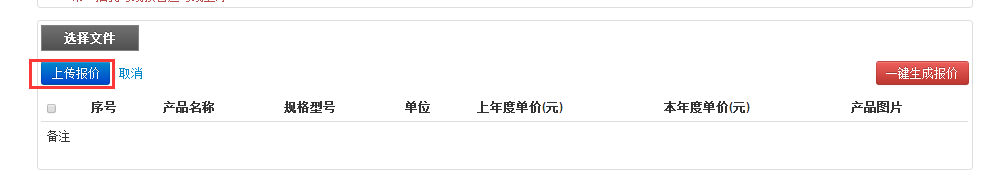 选择文件
上传报价 取消 一键生成报价
序号 产品名称 规格型号 单位 上年度单价(元) 本年度单价(元) 产品图片
备注